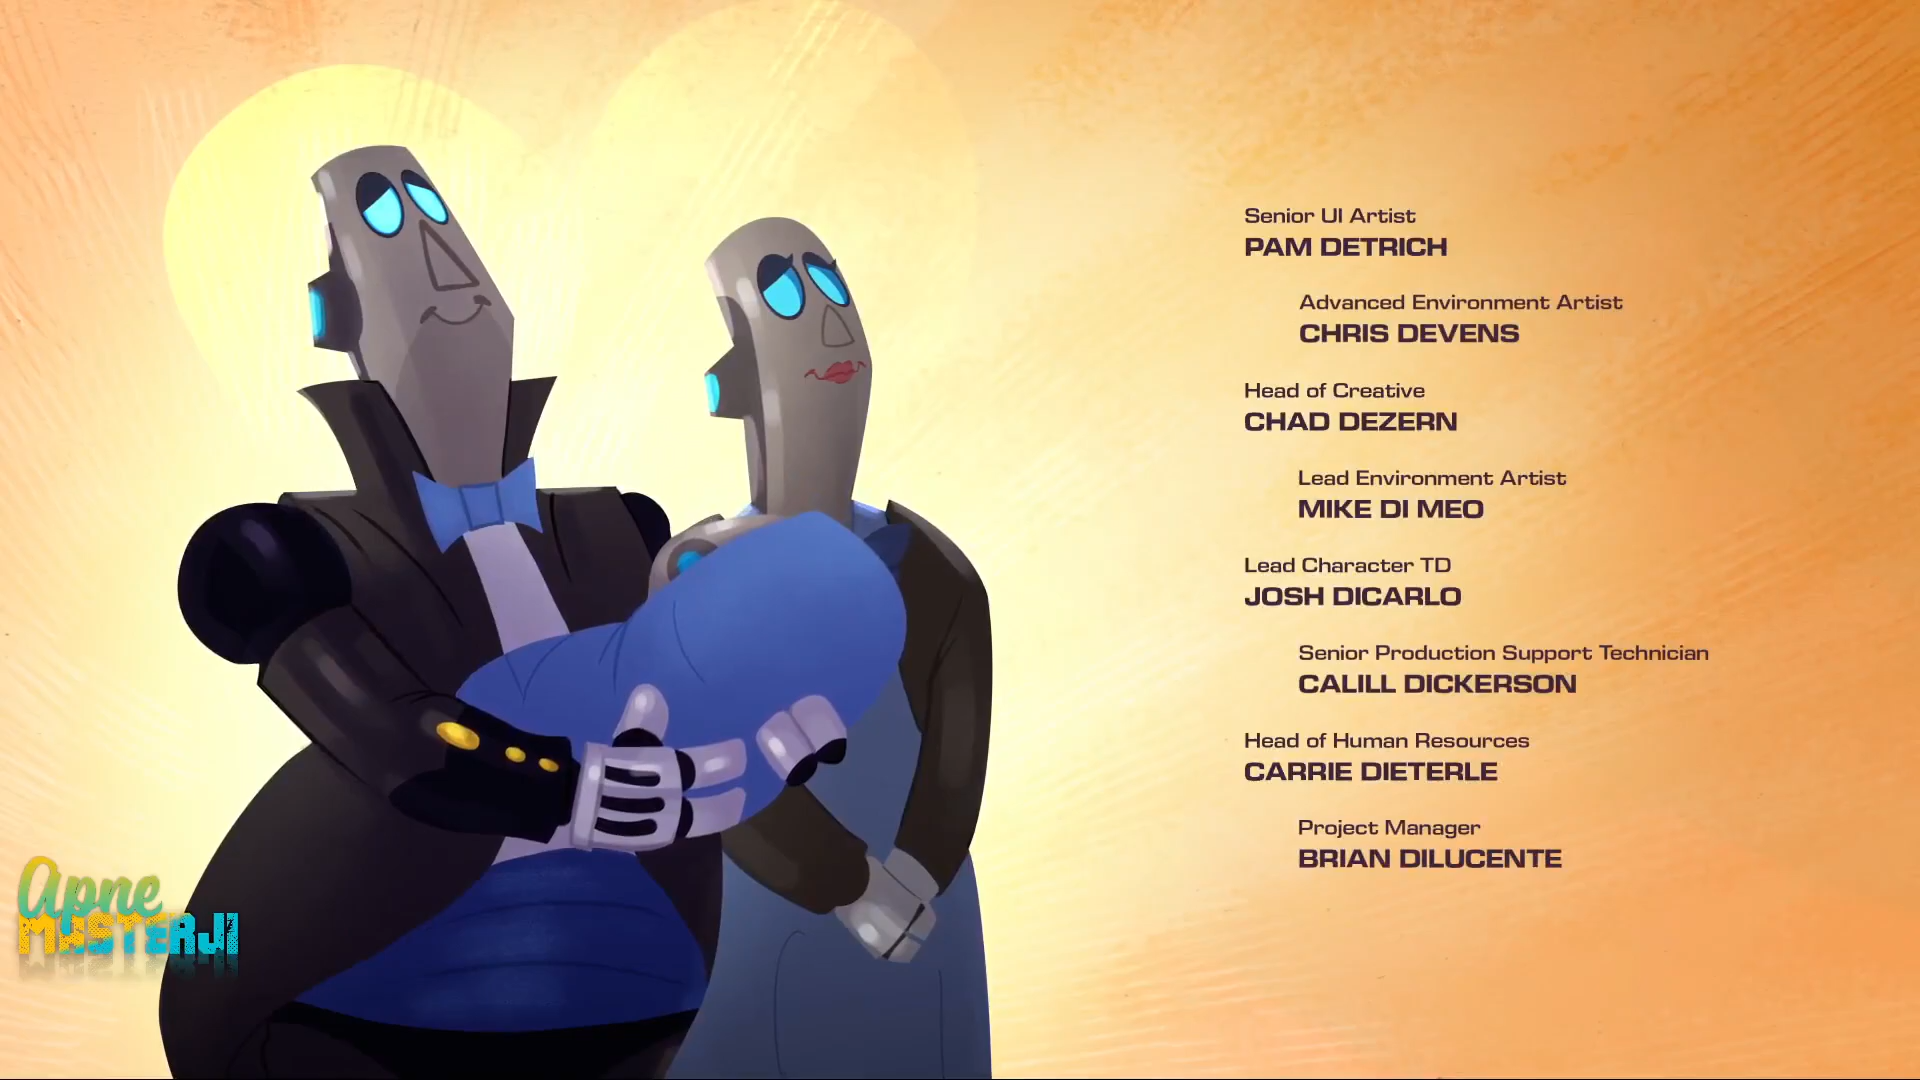 Senior UI Artist
PAM DETRICH
Advanced Environment Artist
CHRIS DEVENS
Head of Creative
CHAD DEZERN
Lead Environment Artist
MIKE DI MEO
Lead Character TD
JOSH DICARLO
Senior Production Support Technician
CALILL DICKERSON
Head of Human Resources
CARRIE DIETERLE
Project Manager
BRIAN DILUCENTE
Apne
MASTERJI